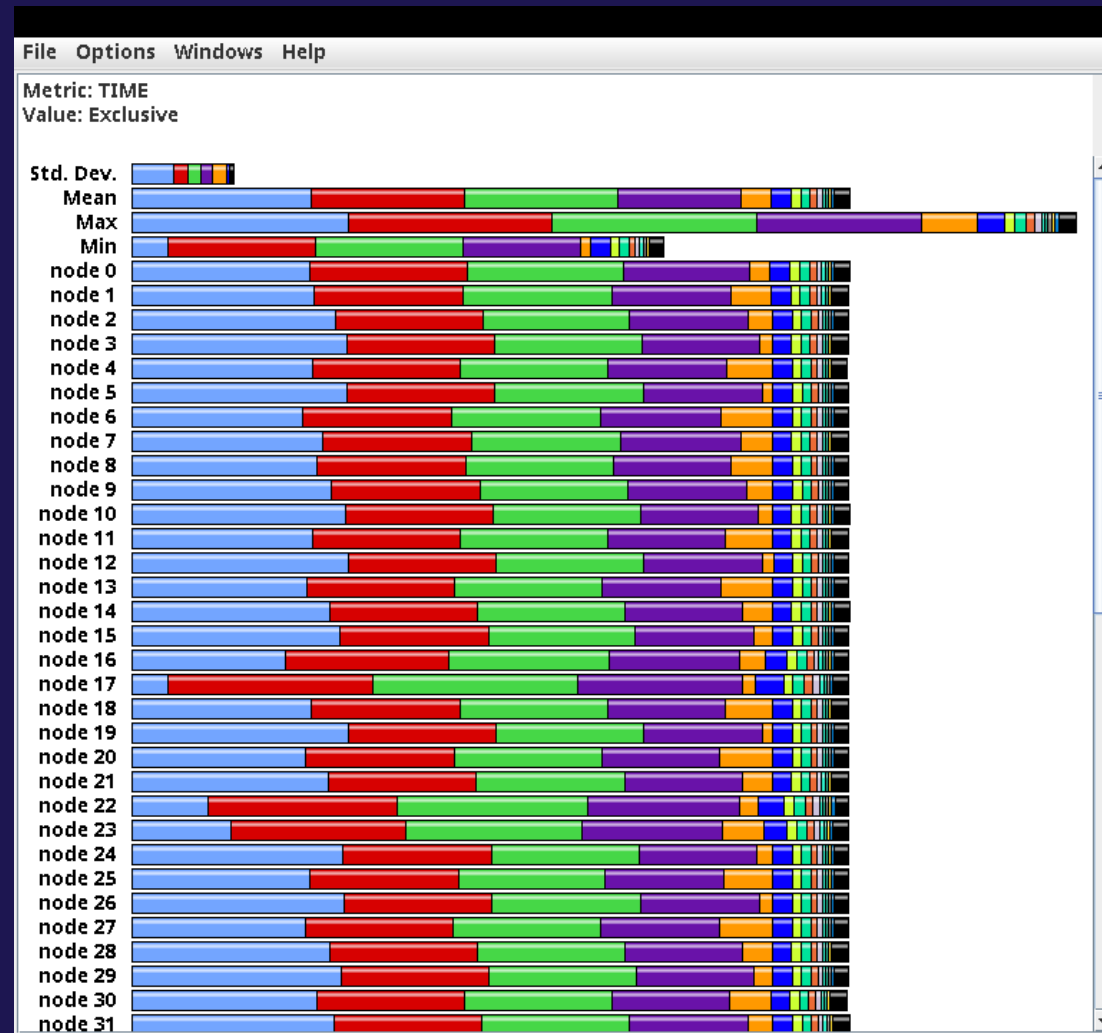 File Options Windows Help
Metric: TIME
Value: Exclusive
Std. Dev.
Mean
Max
Min
node 0
node 1
node 2
node 3
node 4
node 5
node 6
node 7
node 8
node 9
node 10
node 11
node 12
node 13
node 14
node 15
node 16
node 17
node 18
node 19
node 20
node 21
node 22
node 23
node 24
node 25
node 26
node 27
node 28
node 29
node 30
node 31